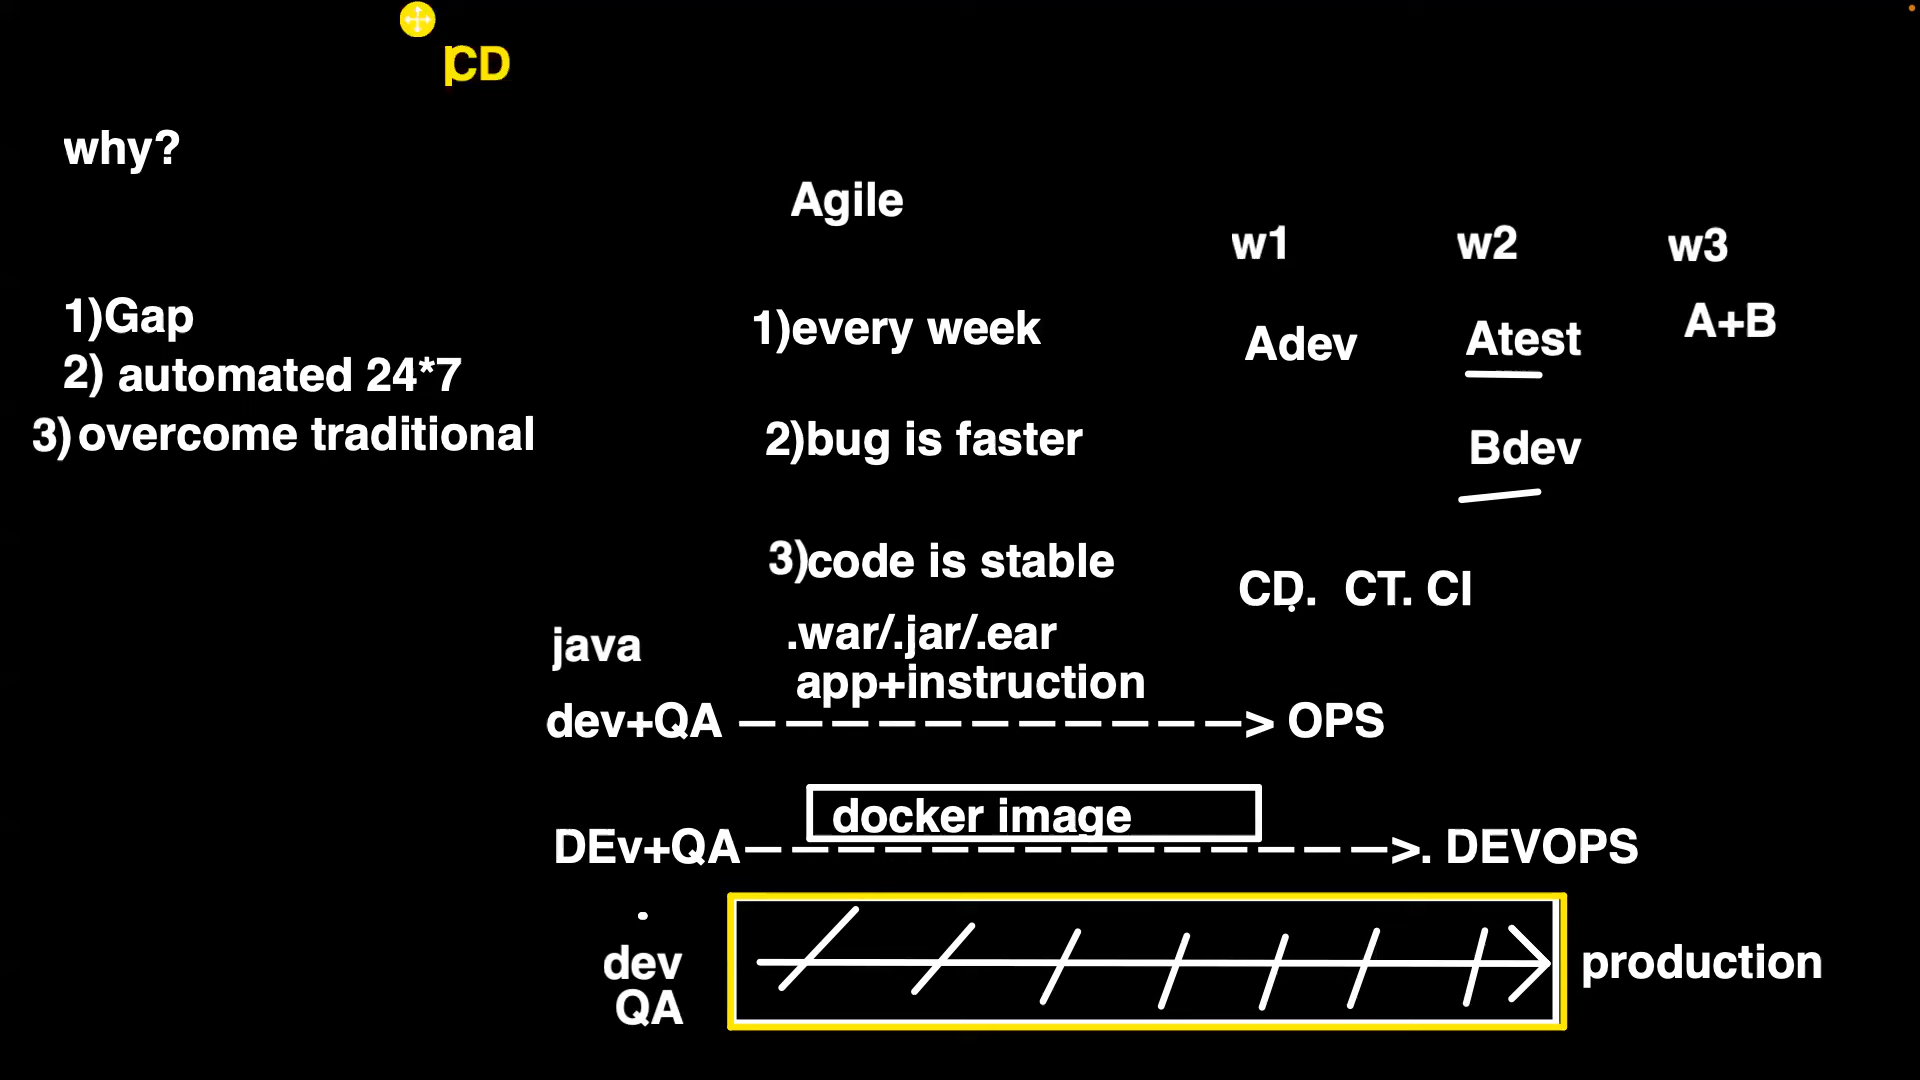 CD
why?
Agile
w1 w2 w3
1)Gap
2) automated 24*7
3)overcome traditional
1)every week
Adev Atest A+B
2)bug is faster
Bdev
3)code is stable
CD. CT. CI
java .war/.jar/.ear
app+instruction
dev+QA ———————————> OPS
docker image
DEv+QA——————————————>. DEVOPS
dev
QA
production